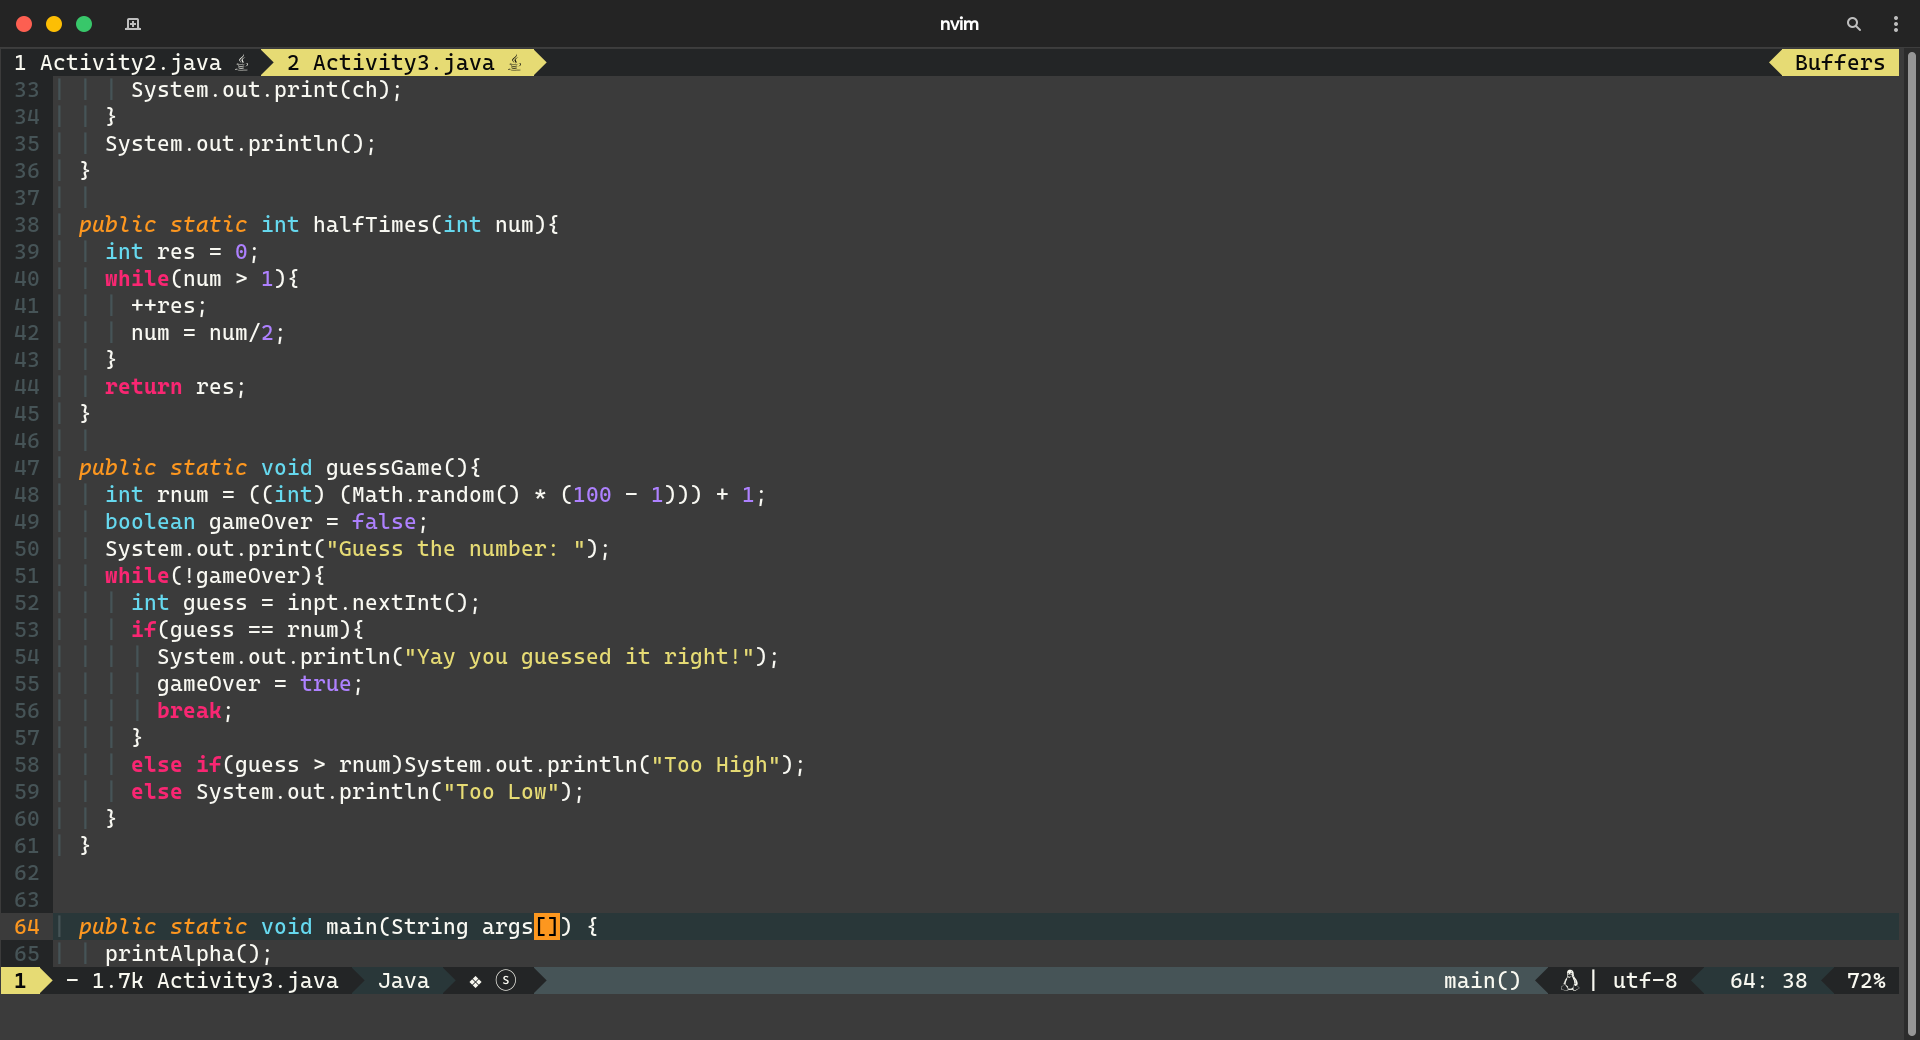 nvim
1 Activity2.java 2 Activity3.java Buffers
33 System.out.print(ch);
34 }
35 System.out.println();
36 }
37
38 public static int halfTimes(int num){
39 int res = 0;
40 while(num > 1){
41 ++res;
42 num = num/2;
43 }
44 return res;
45 }
46
47 public static void guessGame(){
48 int rnum = ((int) (Math.random() * (100 - 1))) + 1;
49 boolean gameOver = false;
50 System.out.print("Guess the number: ");
51 while(!gameOver){
52 int guess = inpt.nextInt();
53 if(guess == rnum){
54 System.out.println("Yay you guessed it right!");
55 gameOver = true;
56 break;
57 }
58 else if(guess > rnum)System.out.println("Too High");
59 else System.out.println("Too Low");
60 }
61 }
62
63
64 public static void main(String args[]) {
65 printAlpha();
1 - 1.7k Activity3.java Java ❖ Ⓢ main() | utf-8 64: 38 72%